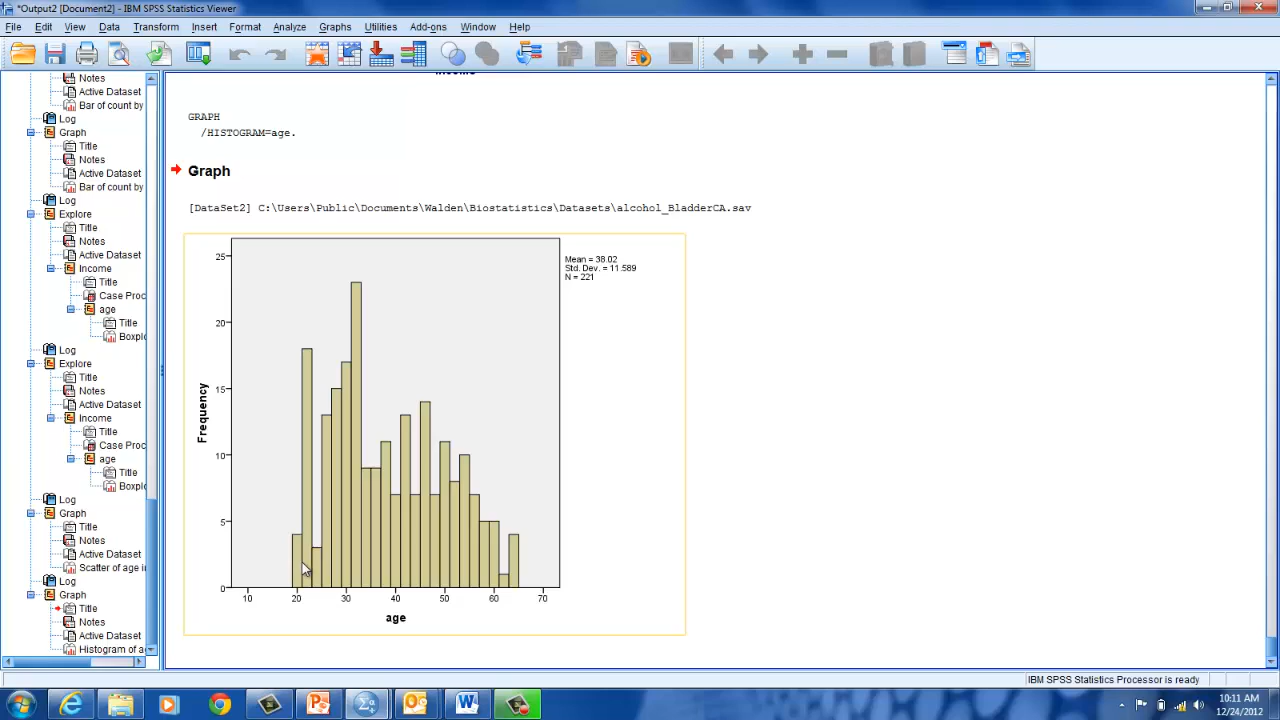 *Output2 [Document2] - IBM SPSS Statistics Viewer
File Edit View Data Transform Insert Format Analyze Graphs Utilities Add-ons Window Help
Notes
Active Dataset
Bar of count by
Log
Graph
Title
Notes
Active Dataset
Bar of count by
Log
Explore
Title
Notes
Active Dataset
Income
Title
Case Proc
age
Title
Boxplo
Log
Explore
Title
Notes
Active Dataset
Income
Title
Case Proc
age
Title
Boxplo
Log
Graph
Title
Notes
Active Dataset
Scatter of age i
Log
Graph
Title
Notes
Active Dataset
Histogram of a
Income
GRAPH
/HISTOGRAM=age.
Graph
[DataSet2] C:\Users\Public\Documents\Walden\Biostatistics\Datasets\alcohol_BladderCA.sav
Mean = 38.02
Std. Dev. = 11.589
N = 221
25
20
15
10
5
0
Frequency
10 20 30 40 50 60 70
age
IBM SPSS Statistics Processor is ready
10:11 AM
12/24/2012